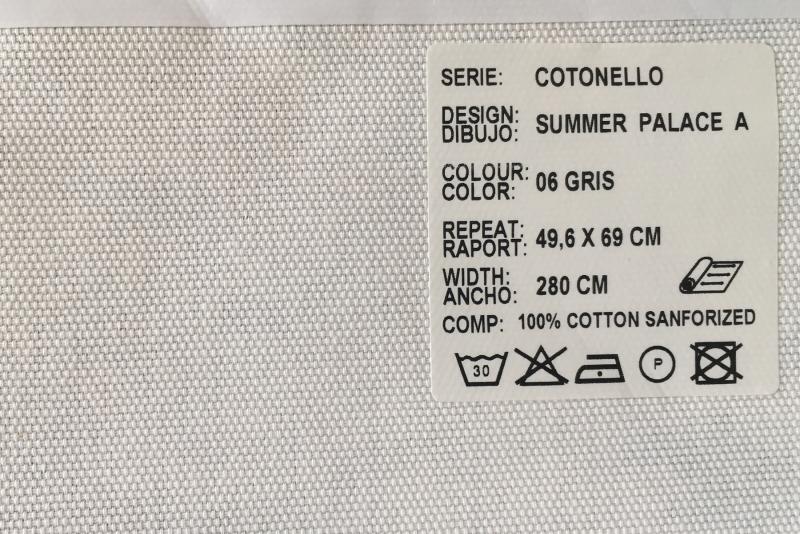 SERIE: COTONELLO
DESIGN:
DIBUJO: SUMMER PALACE A
COLOUR:
COLOR: 06 GRIS
REPEAT:
RAPORT: 49,6 X 69 CM
WIDTH:
ANCHO: 280 CM
COMP: 100% COTTON SANFORIZED
30 P